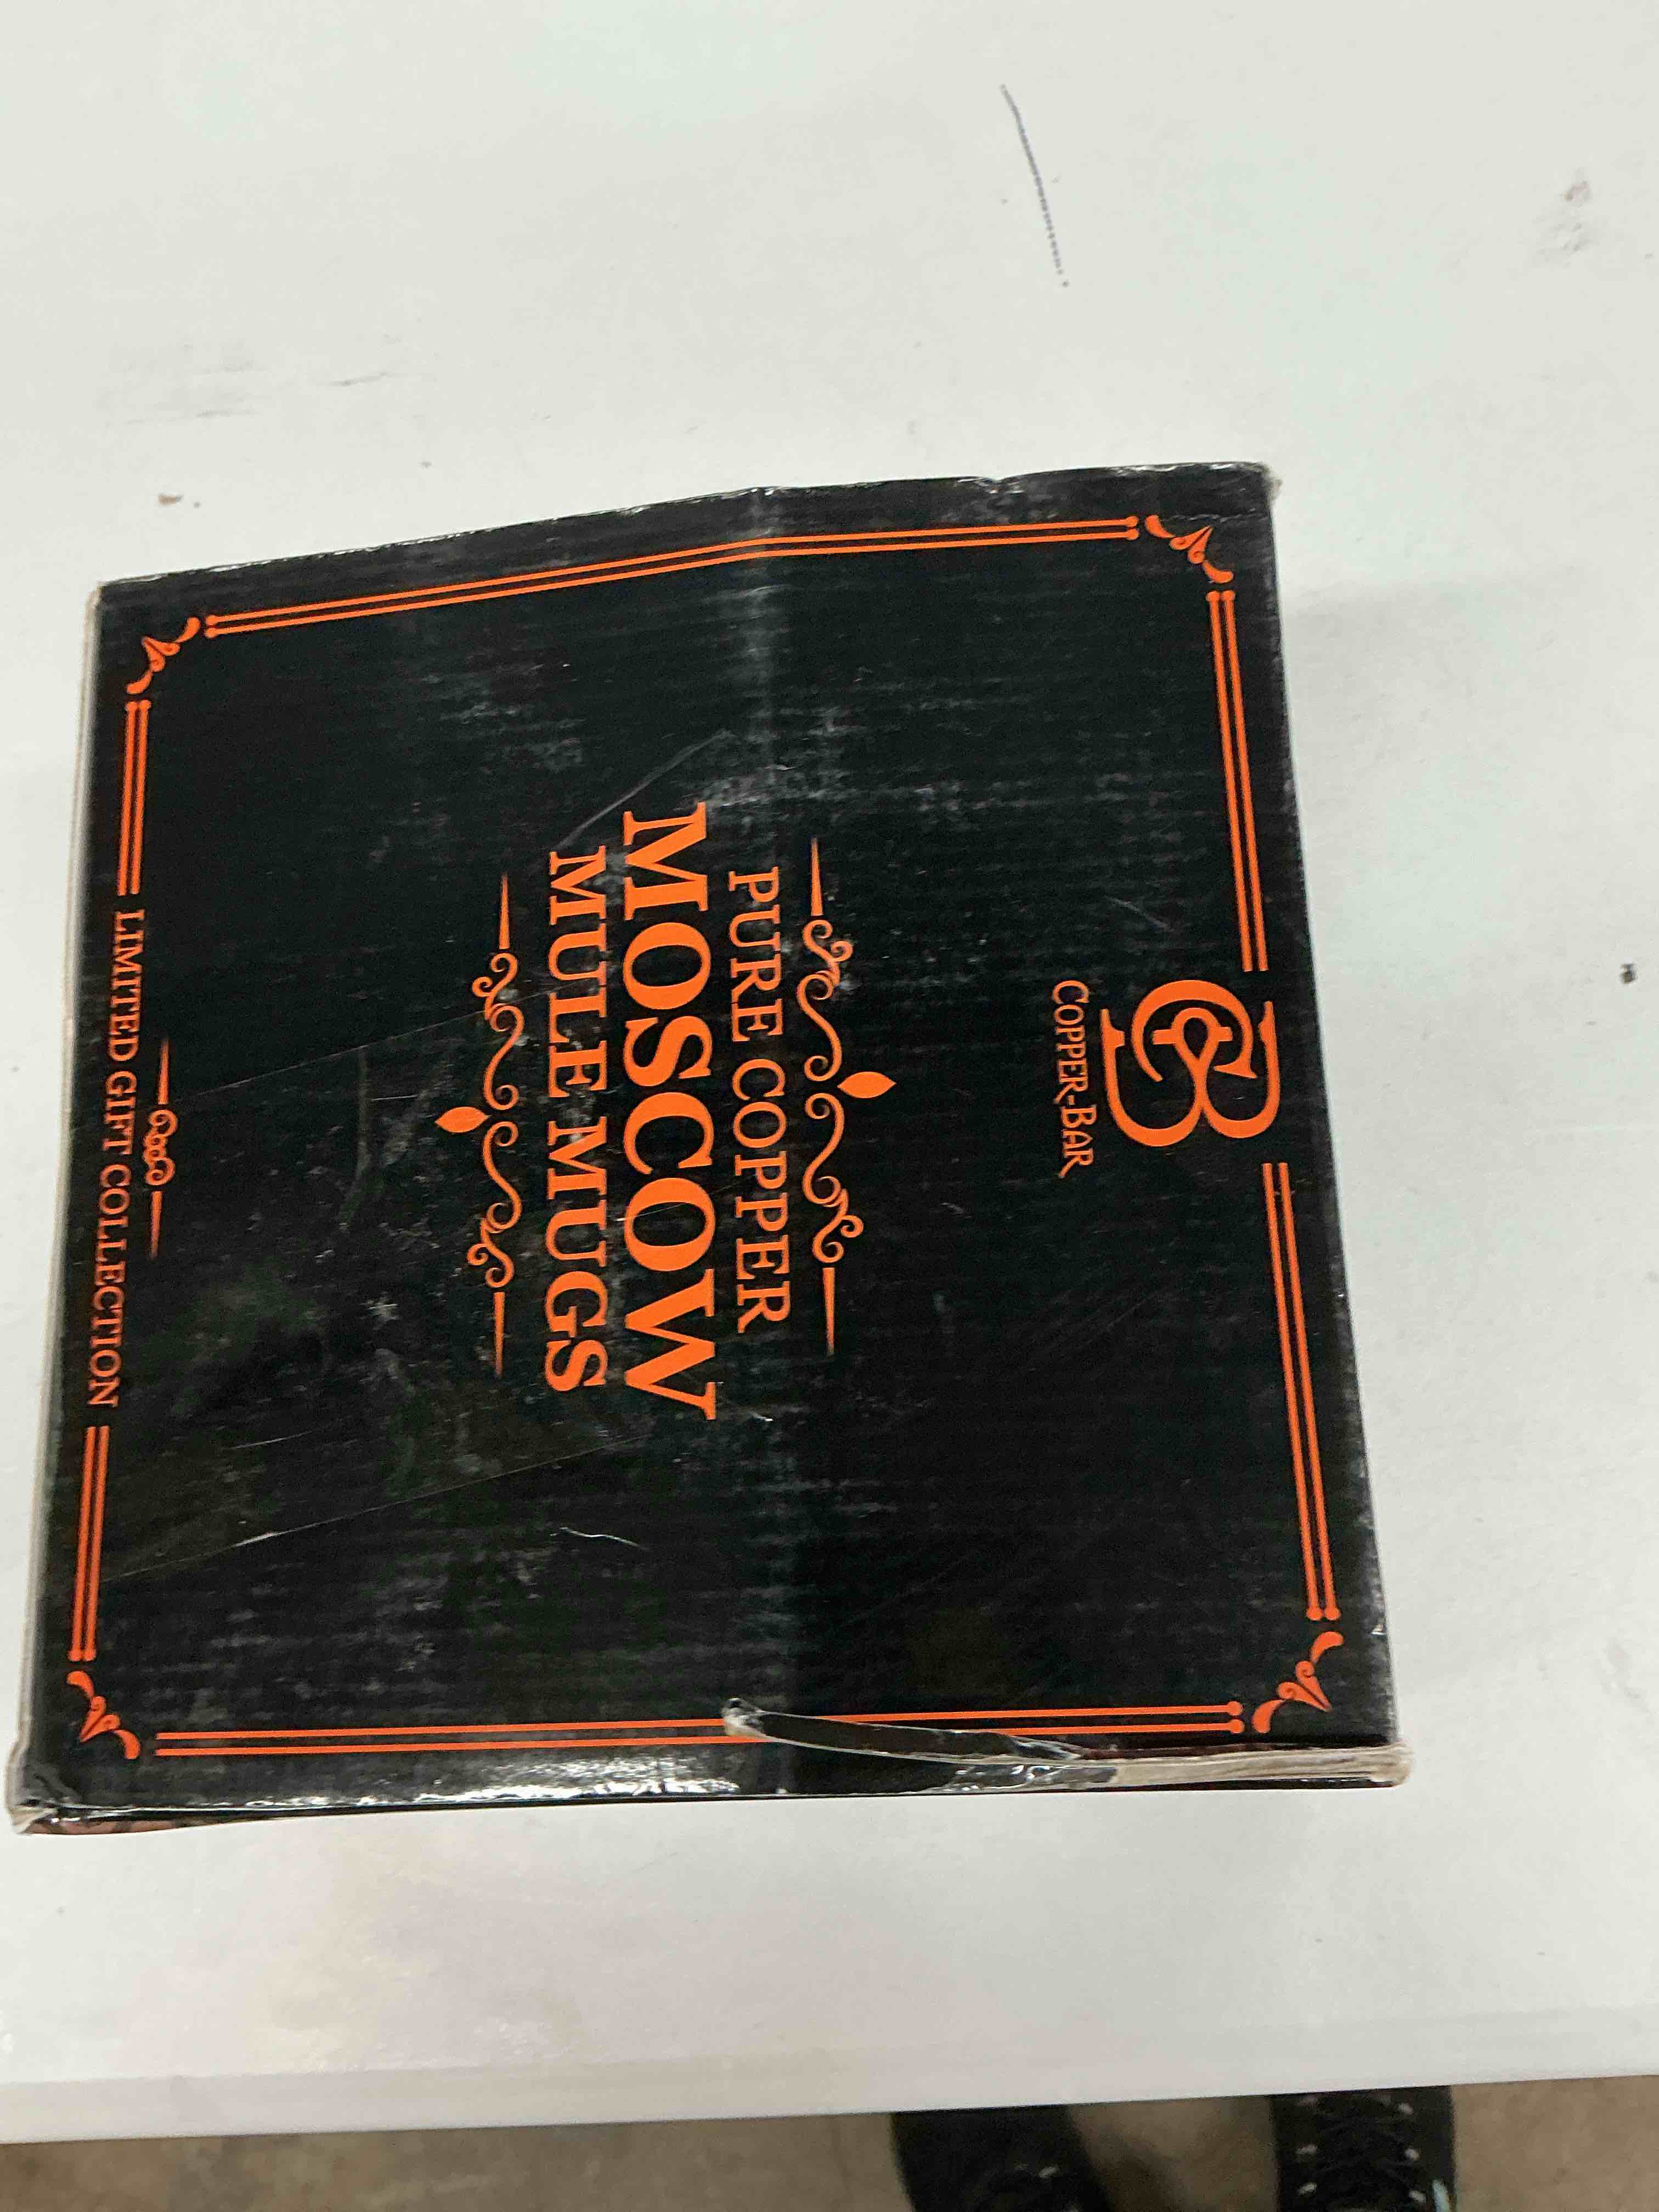 CB
COPPER-BAR
PURE COPPER
MOSCOW
MULE MUGS
LIMITED GIFT COLLECTION